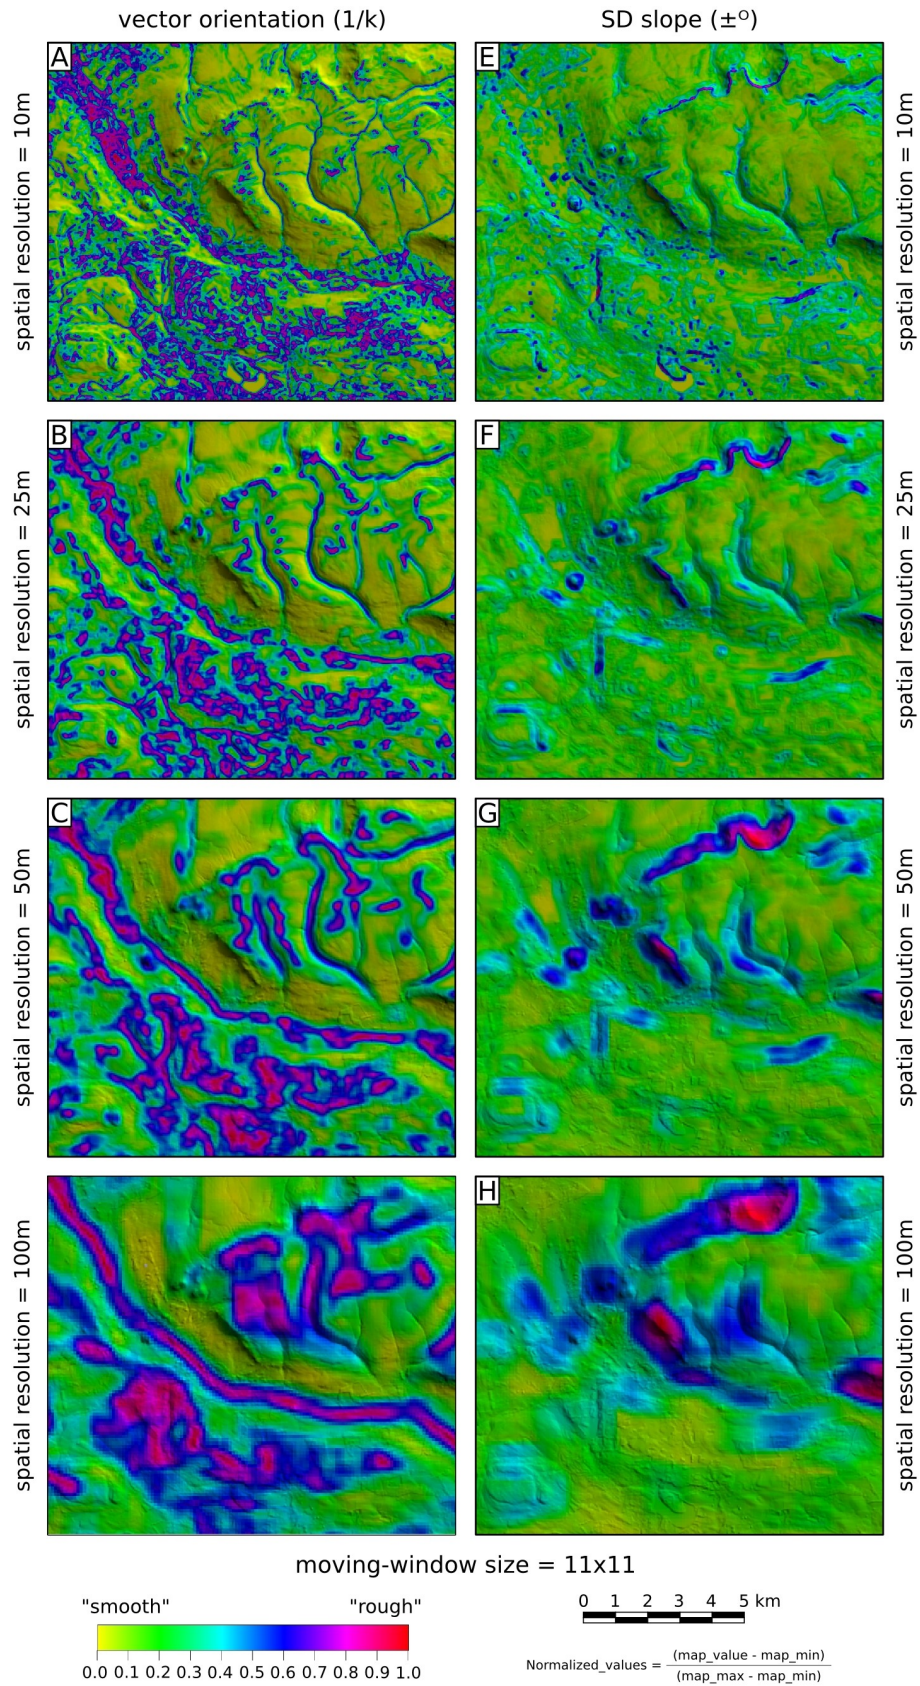 vector orientation (1/k)
SD slope (±º)
A
E
spatial resolution = 10m
spatial resolution = 10m
B
F
spatial resolution = 25m
spatial resolution = 25m
C
G
spatial resolution = 50m
spatial resolution = 50m
H
spatial resolution = 100m
spatial resolution = 100m
moving-window size = 11x11
"smooth" "rough"
0.0 0.1 0.2 0.3 0.4 0.5 0.6 0.7 0.8 0.9 1.0
0 1 2 3 4 5 km
Normalized_values = (map_value - map_min)
(map_max - map_min)